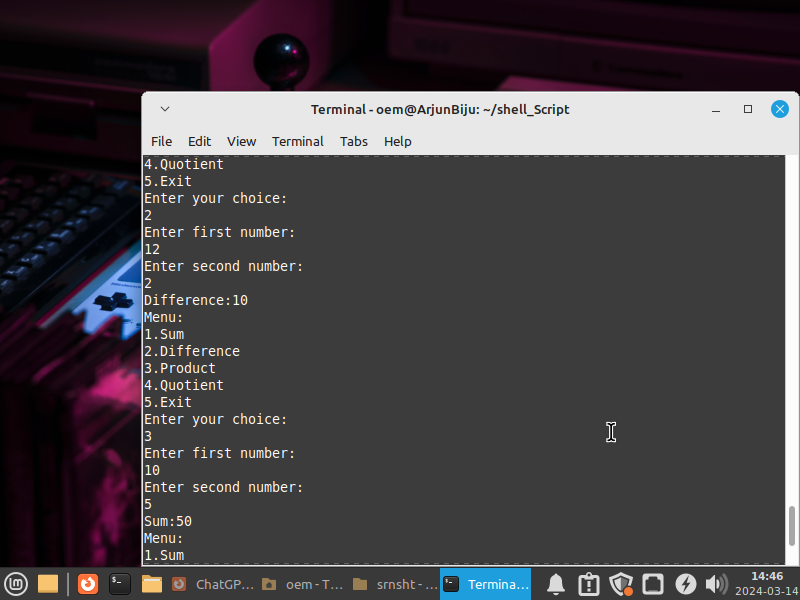 Terminal - oem@ArjunBiju: ~/shell_Script
File Edit View Terminal Tabs Help
4.Quotient
5.Exit
Enter your choice:
2
Enter first number:
12
Enter second number:
2
Difference:10
Menu:
1.Sum
2.Difference
3.Product
4.Quotient
5.Exit
Enter your choice:
3
Enter first number:
10
Enter second number:
5
Sum:50
Menu:
1.Sum
ChatGP... oem - T... srnsht - ... Termina... 14:46
2024-03-14